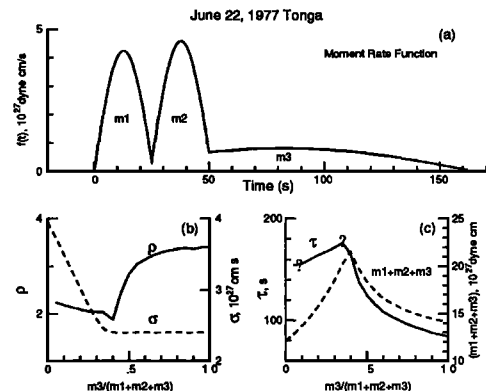 June 22, 1977 Tonga
(a)
Moment Rate Function
f(t), 10^27 dyne cm/s
5
0
m1
m2
m3
0
50
100
150
Time (s)
(b)
ρ
σ
4
2
ρ
4
3
2
σ, 10^27 cm s
0
.5
1.0
m3/(m1+m2+m3)
(c)
τ
?
?
m1+m2+m3
200
150
100
τ, s
25
20
15
10
(m1+m2+m3), 10^27 dyne cm
0
.5
1.0
m3/(m1+m2+m3)